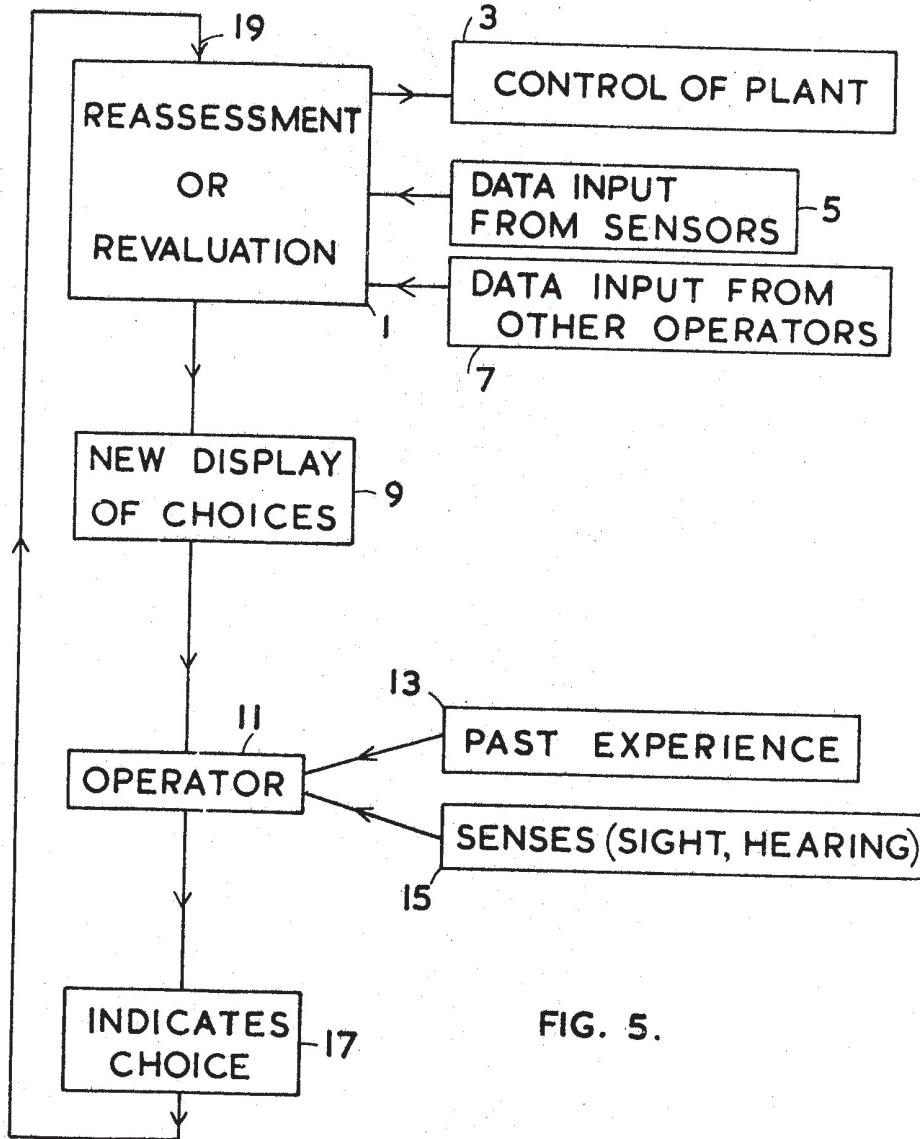 19
REASSESSMENT
OR
REVALUATION
1
3
CONTROL OF PLANT
DATA INPUT
FROM SENSORS
5
DATA INPUT FROM
OTHER OPERATORS
7
NEW DISPLAY
OF CHOICES
9
11
OPERATOR
13
PAST EXPERIENCE
SENSES (SIGHT, HEARING)
15
INDICATES
CHOICE
17
FIG. 5.